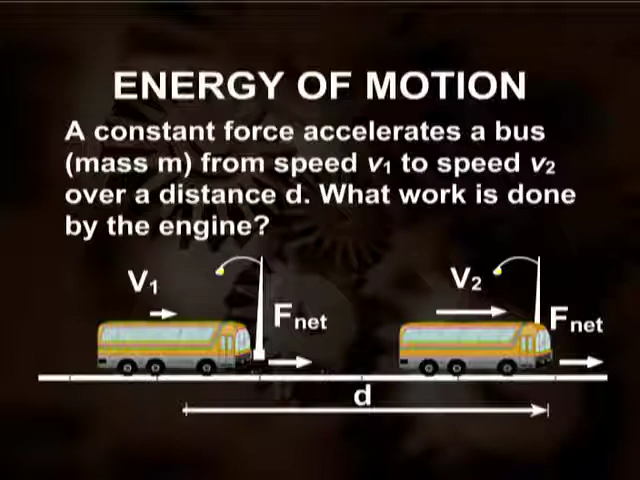 ENERGY OF MOTION
A constant force accelerates a bus
(mass m) from speed v1 to speed v2
over a distance d. What work is done
by the engine?
V1
V2
Fnet
Fnet
d